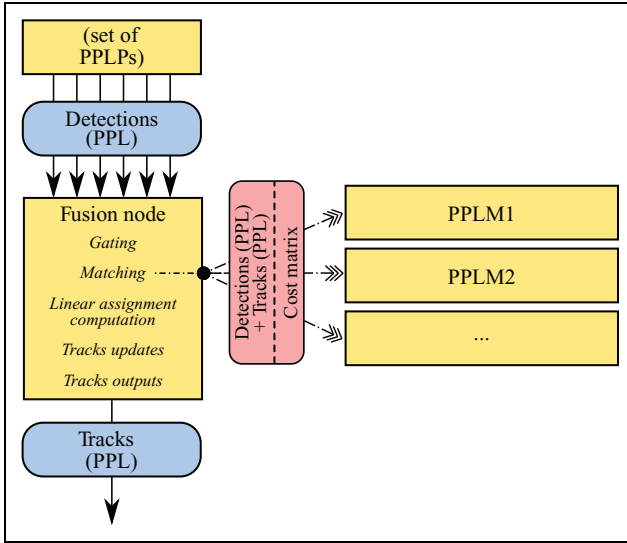 (set of
PPLPs)
Detections
(PPL)
Fusion node
Gating
Matching
Linear assignment
computation
Tracks updates
Tracks outputs
Detections (PPL)
+ Tracks (PPL)
Cost matrix
PPLM1
PPLM2
...
Tracks
(PPL)